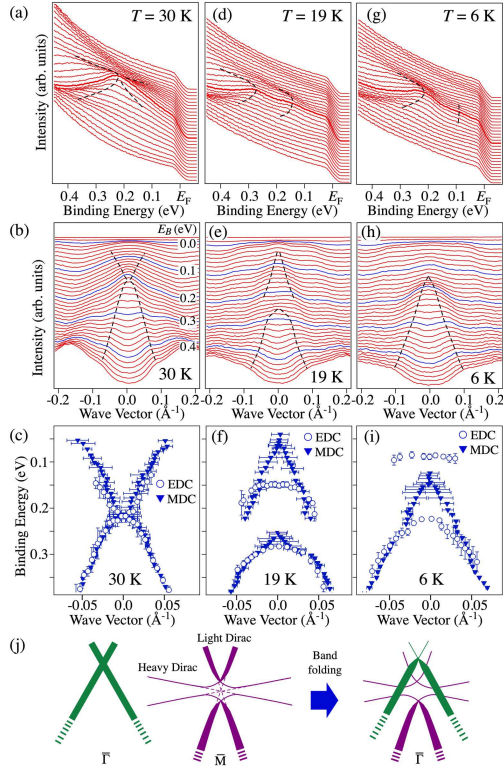 (a) T = 30 K (d) T = 19 K (g) T = 6 K
Intensity (arb. units)
0.4 0.3 0.2 0.1 E_F 0.4 0.3 0.2 0.1 E_F 0.4 0.3 0.2 0.1 E_F
Binding Energy (eV) Binding Energy (eV) Binding Energy (eV)
(b) E_B (eV) (e) (h)
0.0
0.1
0.2
0.3
0.4
Intensity (arb. units)
30 K 19 K 6 K
-0.2 -0.1 0.0 0.1 -0.2 -0.1 0.0 0.1 -0.2 -0.1 0.0 0.1 0.2
Wave Vector (Å⁻¹) Wave Vector (Å⁻¹) Wave Vector (Å⁻¹)
(c) (f) (i)
EDC EDC EDC
MDC MDC MDC
0.1
0.2
0.3
Binding Energy (eV)
30 K 19 K 6 K
-0.05 0.0 0.05 -0.05 0.0 0.05 -0.05 0.0 0.05
Wave Vector (Å⁻¹) Wave Vector (Å⁻¹) Wave Vector (Å⁻¹)
(j) Light Dirac
Heavy Dirac
Band
folding
Γ̅ M̅ Γ̅